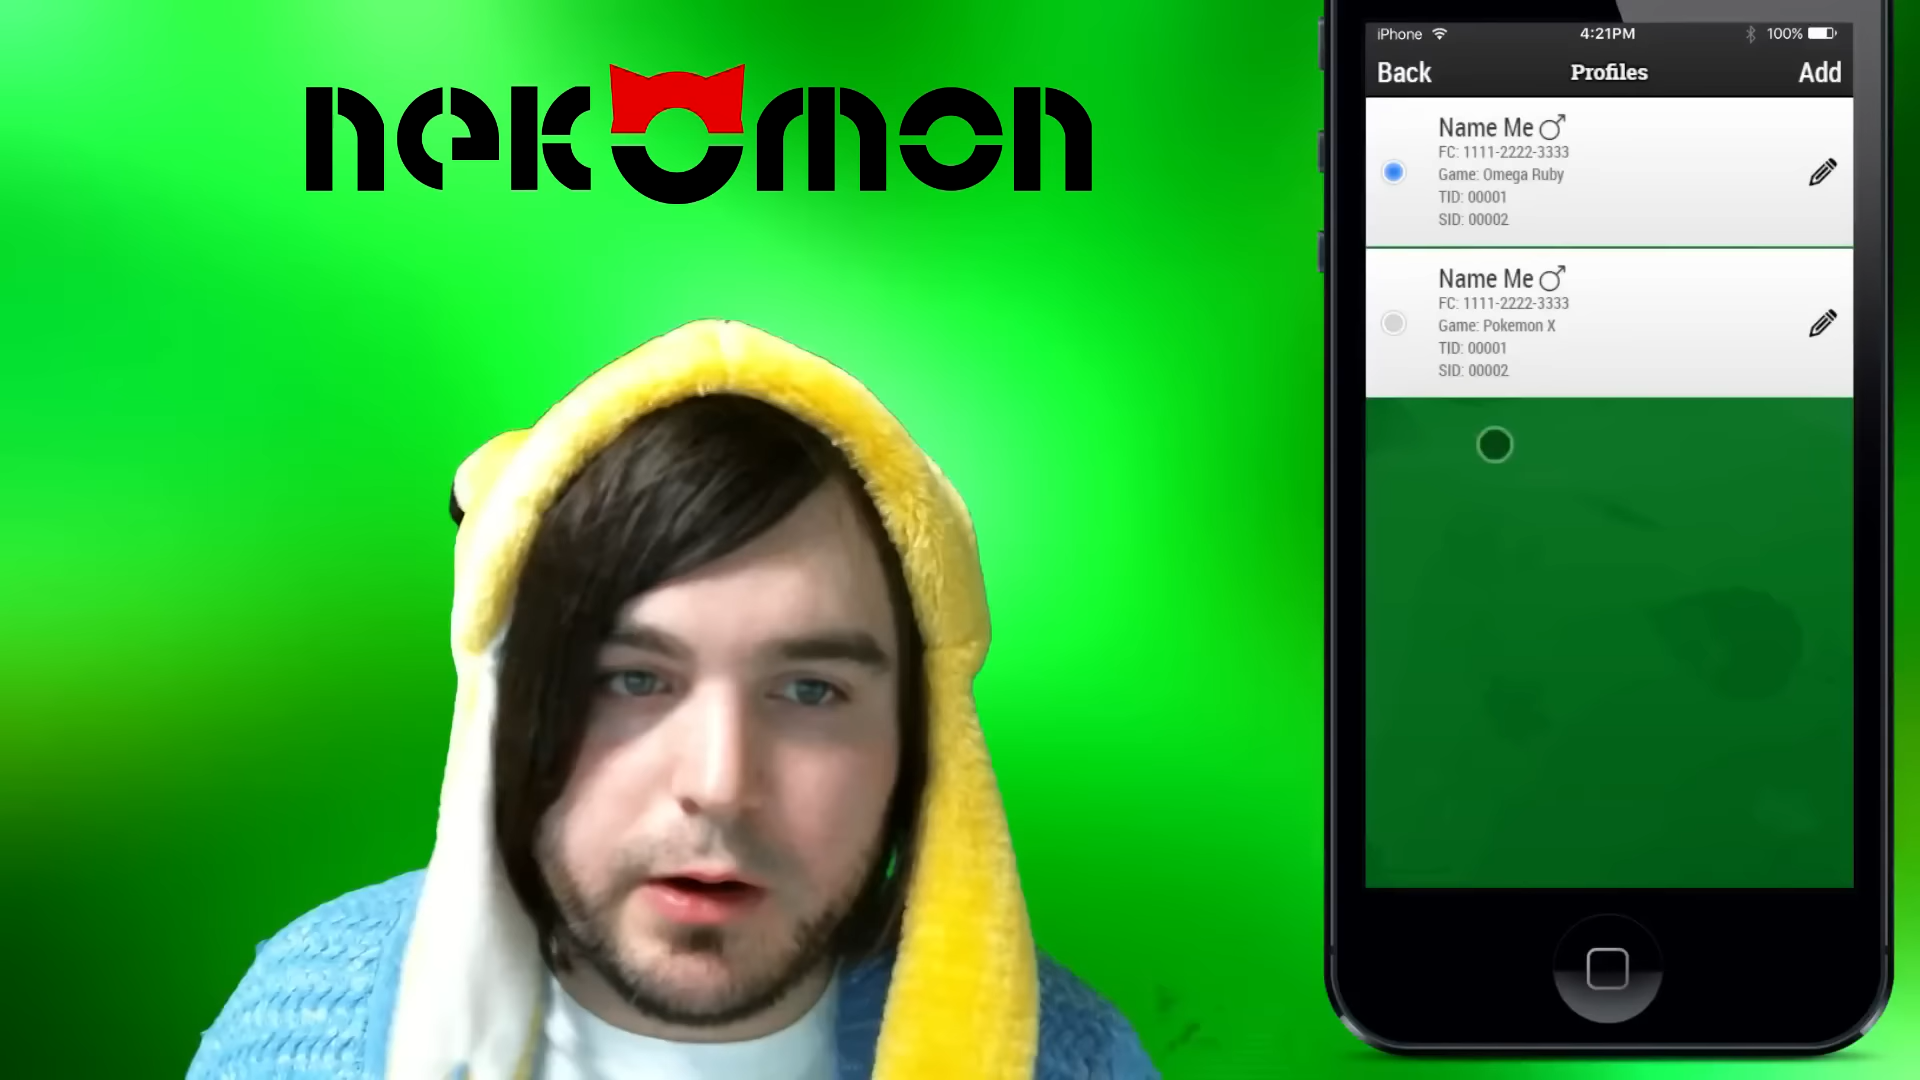 nekomon
iPhone 4:21PM 100%
Back Profiles Add
Name Me ♂
FC: 1111-2222-3333
Game: Omega Ruby
TID: 00001
SID: 00002
Name Me ♂
FC: 1111-2222-3333
Game: Pokemon X
TID: 00001
SID: 00002